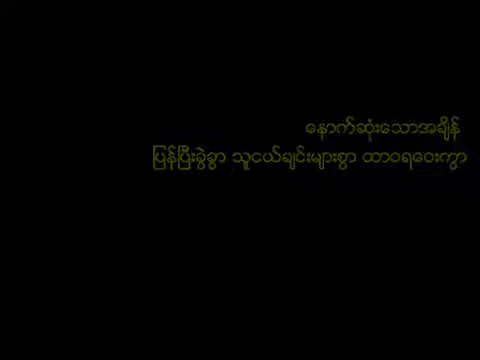 နောက်ဆုံးသောအချိန်
ပြန်ပြီးခွဲခွာ သူငယ်ချင်းများစွာ ထာဝရဝေးကွာ